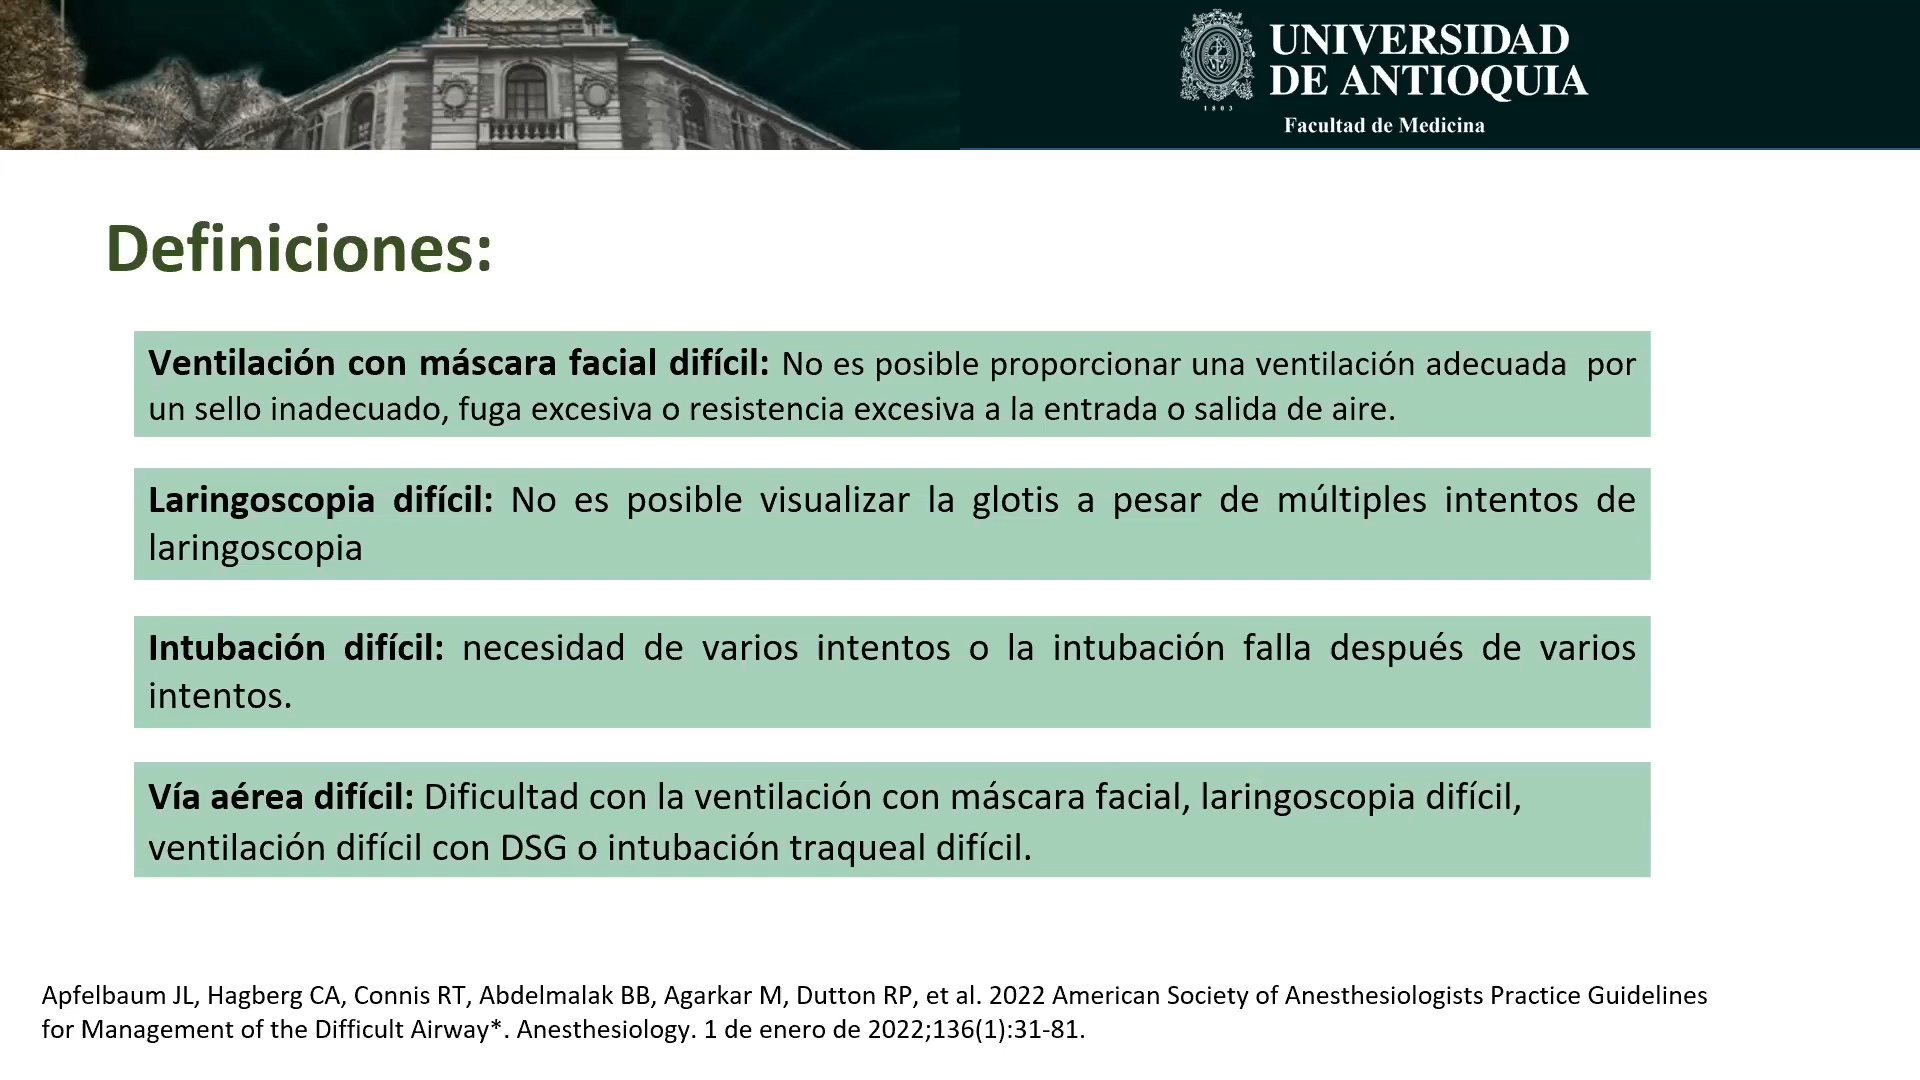 UNIVERSIDAD
DE ANTIOQUIA
1803
Facultad de Medicina
Definiciones:
Ventilación con máscara facial difícil: No es posible proporcionar una ventilación adecuada por
un sello inadecuado, fuga excesiva o resistencia excesiva a la entrada o salida de aire.
Laringoscopia difícil: No es posible visualizar la glotis a pesar de múltiples intentos de
laringoscopia
Intubación difícil: necesidad de varios intentos o la intubación falla después de varios
intentos.
Vía aérea difícil: Dificultad con la ventilación con máscara facial, laringoscopia difícil,
ventilación difícil con DSG o intubación traqueal difícil.
Apfelbaum JL, Hagberg CA, Connis RT, Abdelmalak BB, Agarkar M, Dutton RP, et al. 2022 American Society of Anesthesiologists Practice Guidelines
for Management of the Difficult Airway*. Anesthesiology. 1 de enero de 2022;136(1):31-81.